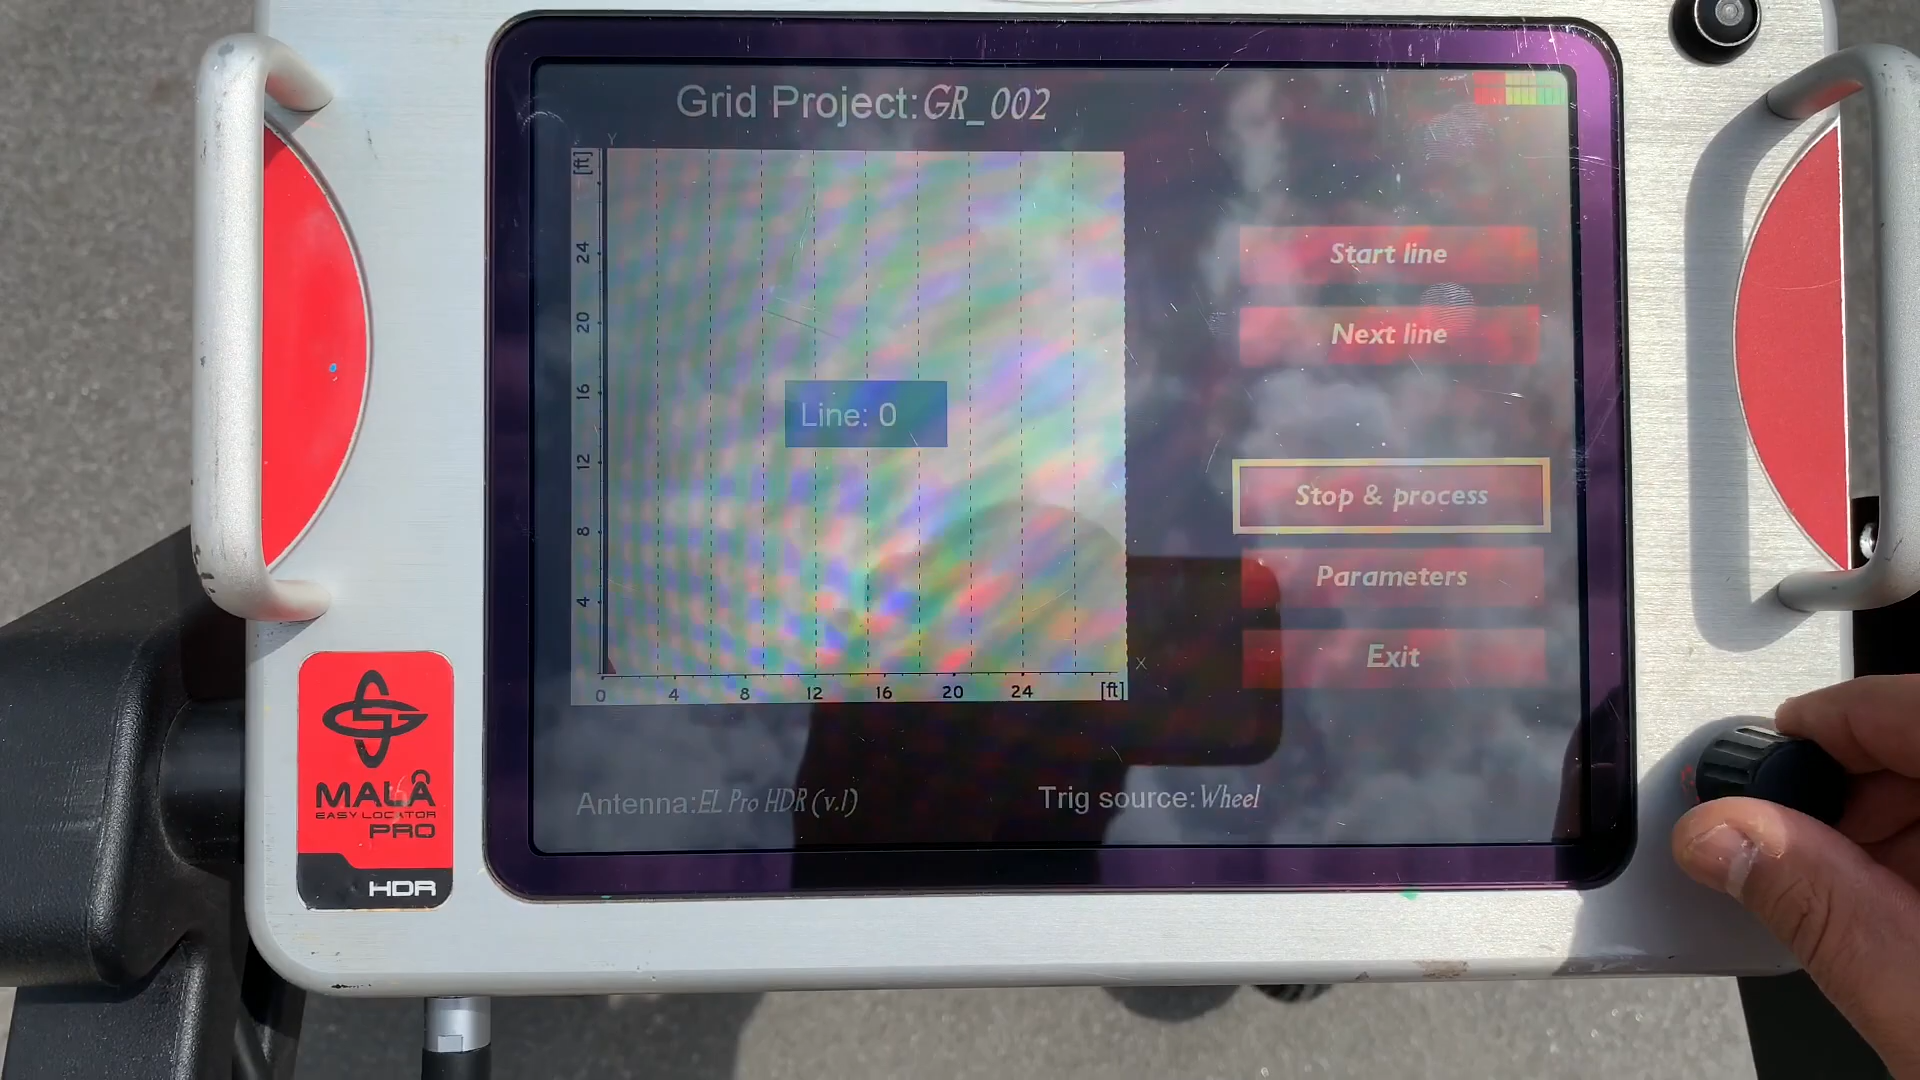 Grid Project: GR_002
Y
[ft]
24
20
16
12
8
4
Line: 0
0 4 8 12 16 20 24 [ft]
X
Start line
Next line
Stop & process
Parameters
Exit
Antenna: EL Pro HDR (v.1)
Trig source: Wheel
MALÅ
EASY LOCATOR
PRO
HDR